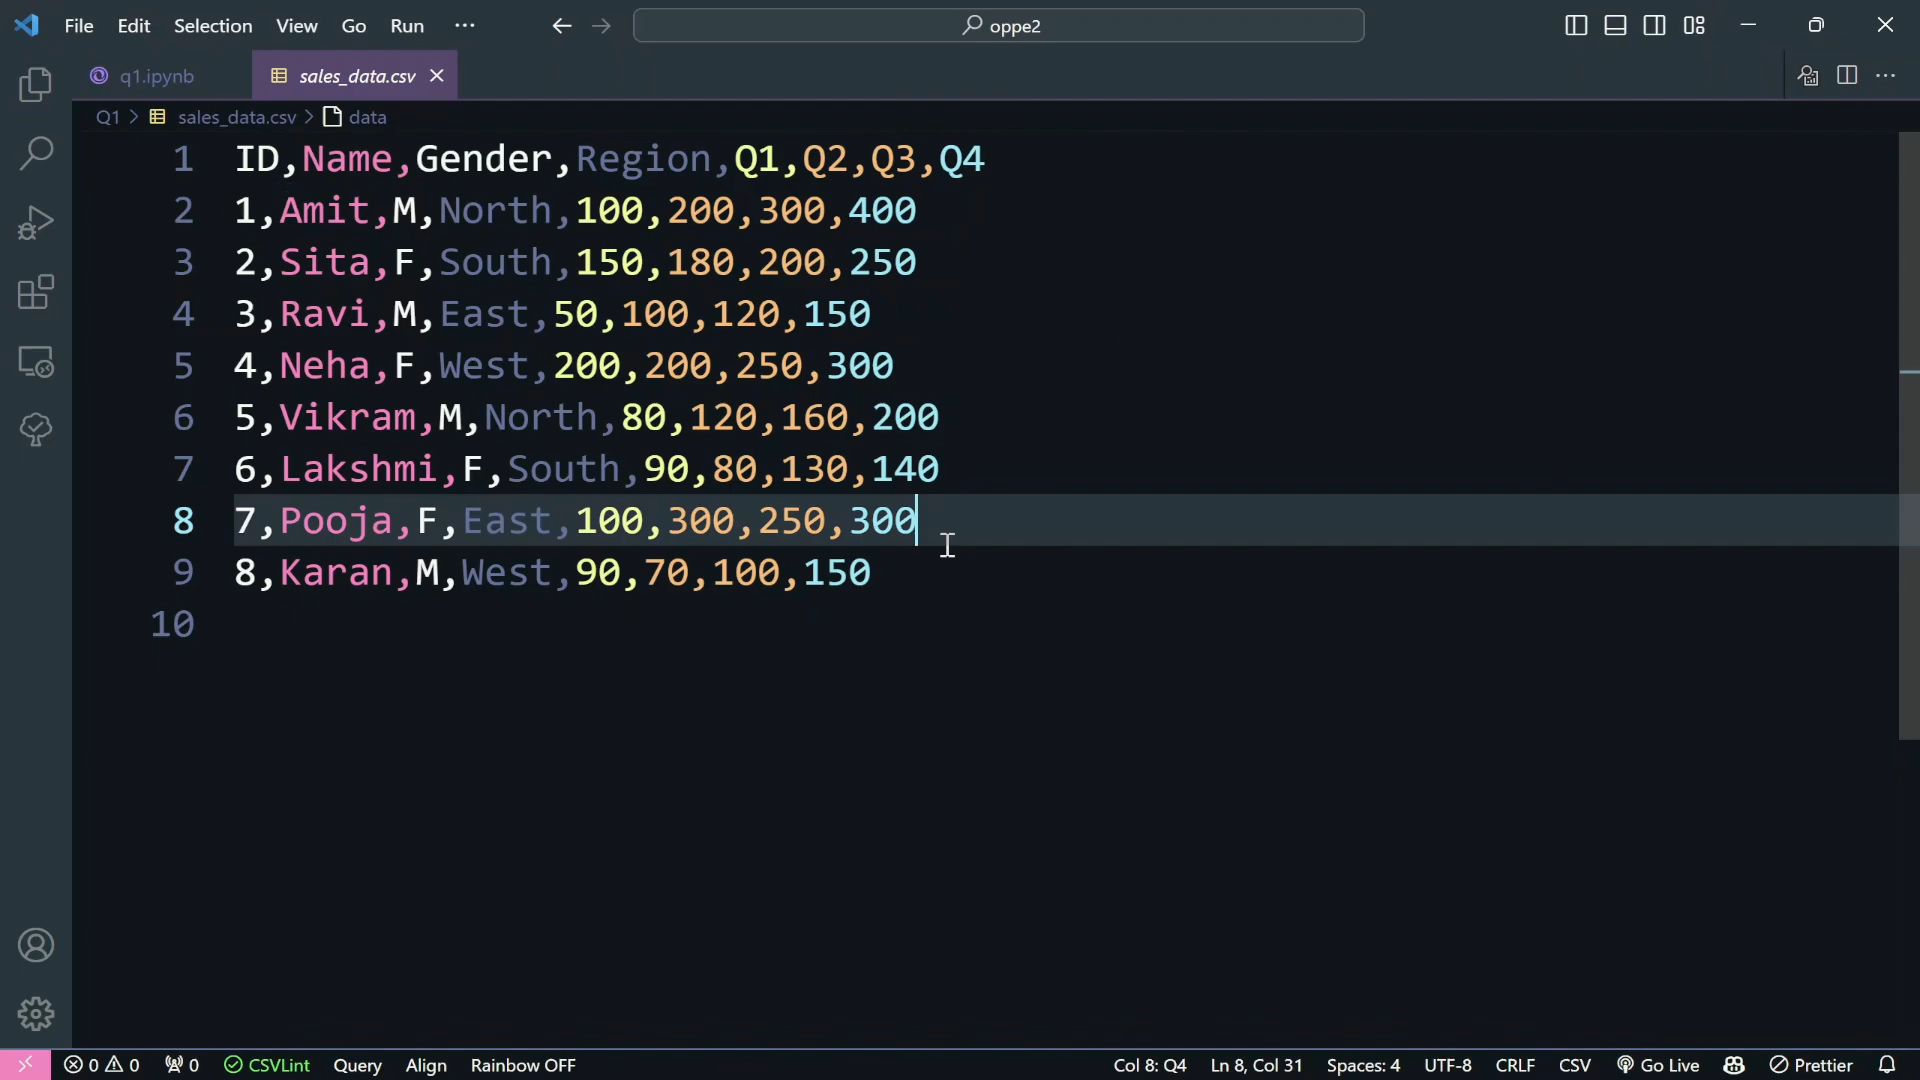 File Edit Selection View Go Run ··· oppe2
q1.ipynb sales_data.csv
Q1 > sales_data.csv > data
1 ID,Name,Gender,Region,Q1,Q2,Q3,Q4
2 1,Amit,M,North,100,200,300,400
3 2,Sita,F,South,150,180,200,250
4 3,Ravi,M,East,50,100,120,150
5 4,Neha,F,West,200,200,250,300
6 5,Vikram,M,North,80,120,160,200
7 6,Lakshmi,F,South,90,80,130,140
8 7,Pooja,F,East,100,300,250,300
9 8,Karan,M,West,90,70,100,150
10
0 0 0 CSVLint Query Align Rainbow OFF Col 8: Q4 Ln 8, Col 31 Spaces: 4 UTF-8 CRLF CSV Go Live Prettier